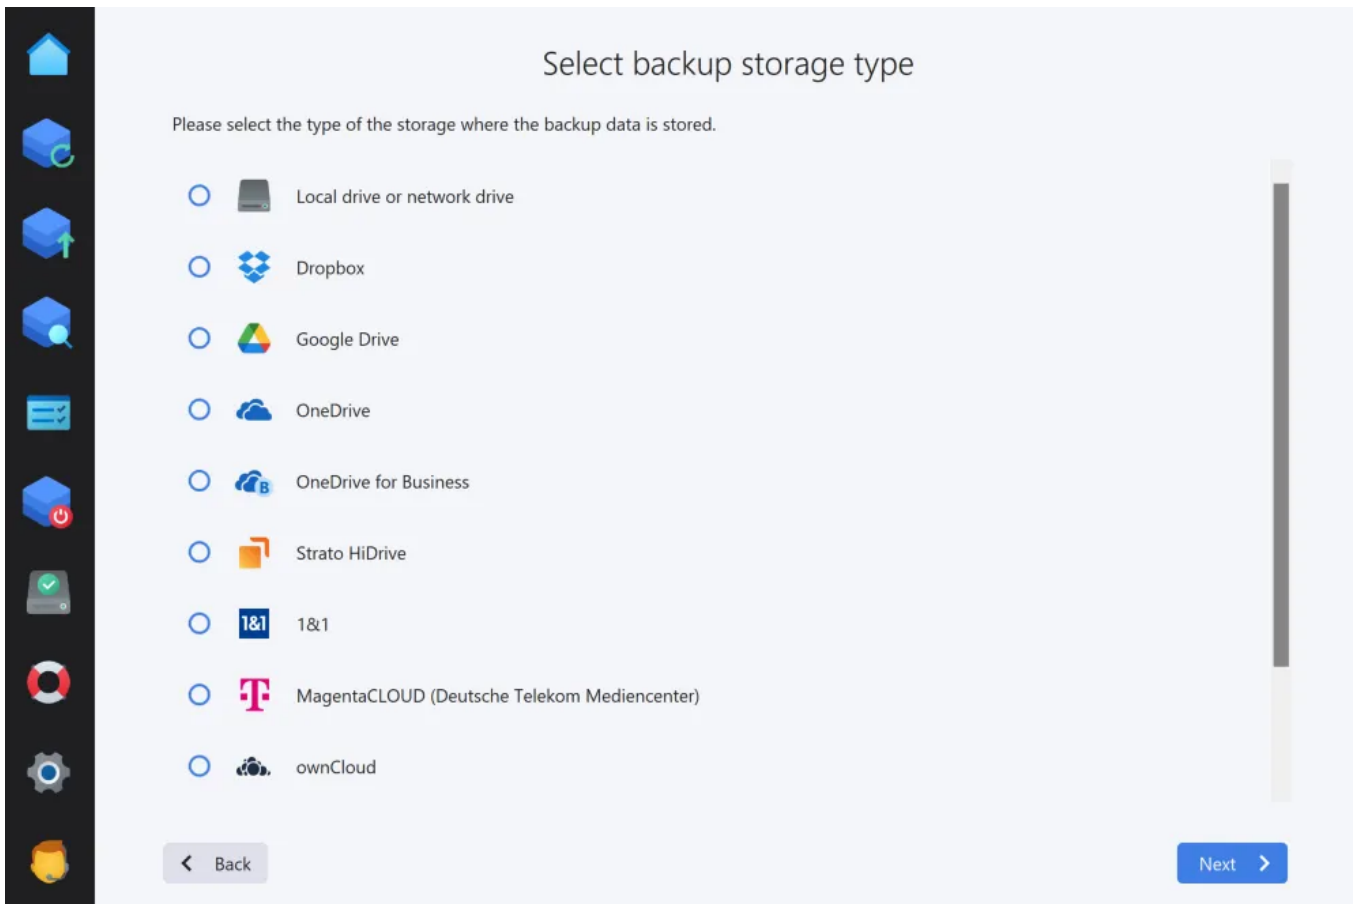 Select backup storage type
Please select the type of the storage where the backup data is stored.
Local drive or network drive
Dropbox
Google Drive
OneDrive
B
OneDrive for Business
Strato HiDrive
1&1
1&1
T
MagentaCLOUD (Deutsche Telekom Mediencenter)
ownCloud
Back
Next